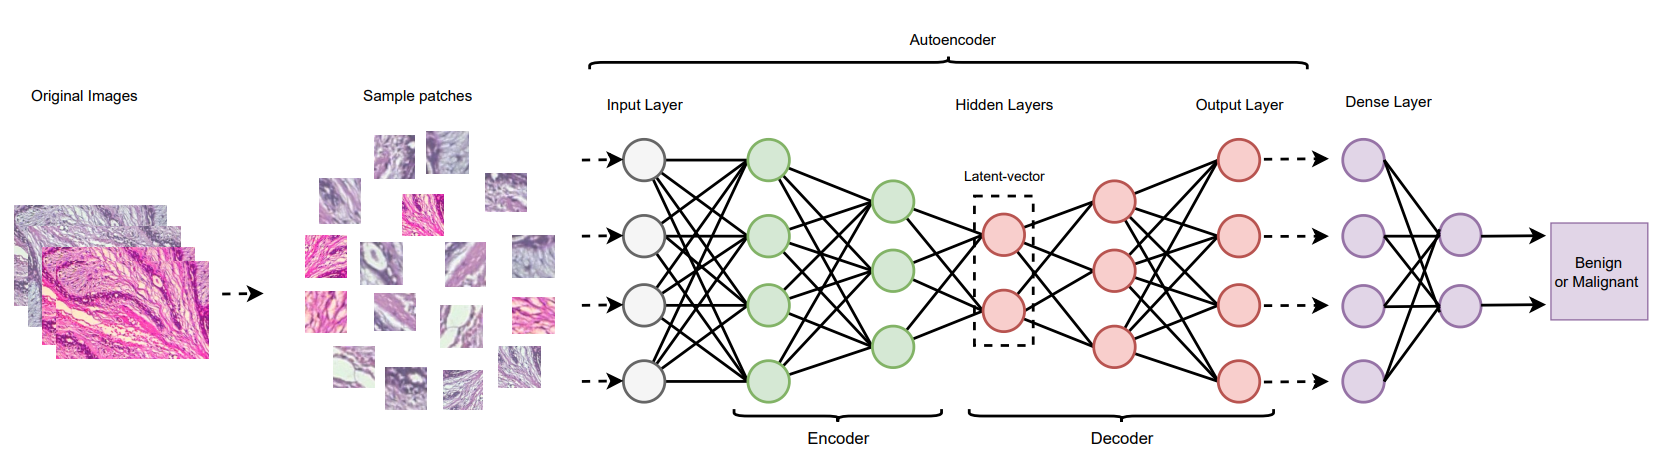 Autoencoder
Original Images
Sample patches
Input Layer
Hidden Layers
Output Layer
Dense Layer
Latent-vector
Benign
or Malignant
Encoder
Decoder